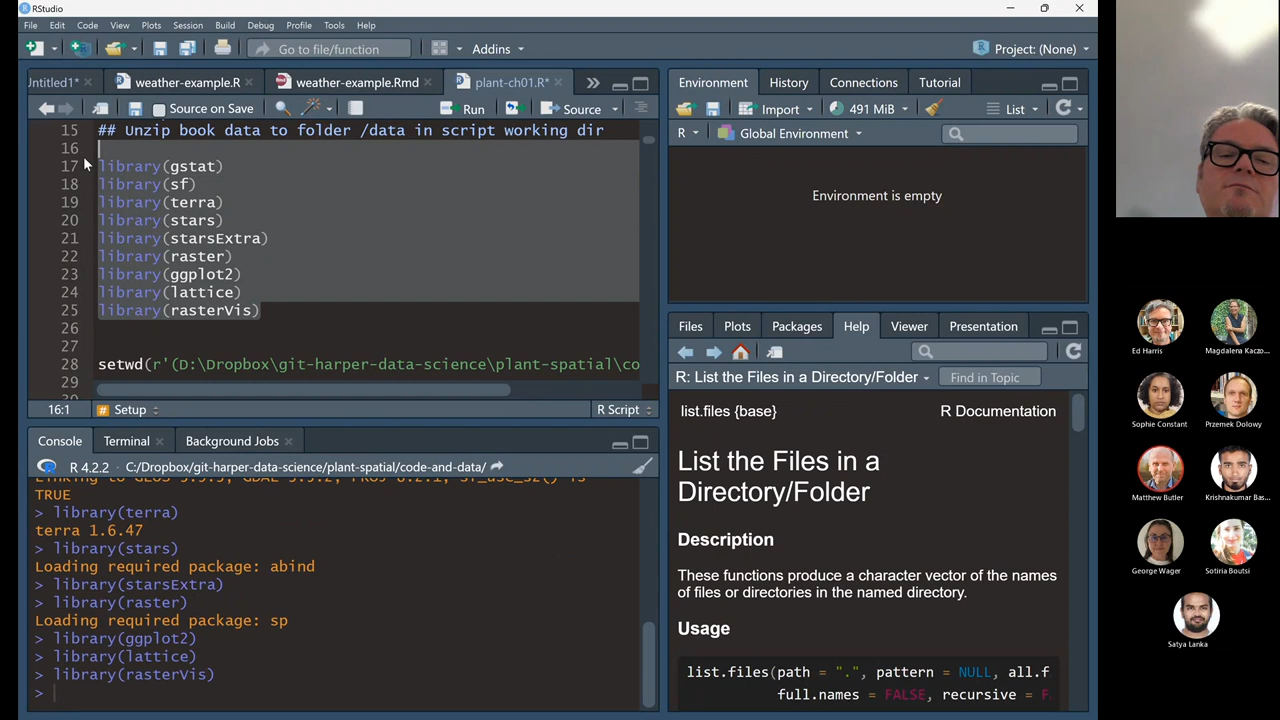 RStudio
File Edit Code View Plots Session Build Debug Profile Tools Help
Go to file/function Addins Project: (None)
Intitled1* weather-example.R weather-example.Rmd plant-ch01.R*
Source on Save Run Source
15 ## Unzip book data to folder /data in script working dir
16
17 library(gstat)
18 library(sf)
19 library(terra)
20 library(stars)
21 library(starsExtra)
22 library(raster)
23 library(ggplot2)
24 library(lattice)
25 library(rasterVis)
26
27
28 setwd(r'(D:\Dropbox\git-harper-data-science\plant-spatial\co
29
16:1 # Setup R Script
Console Terminal Background Jobs
R 4.2.2 · C:/Dropbox/git-harper-data-science/plant-spatial/code-and-data/
TRUE
> library(terra)
terra 1.6.47
> library(stars)
Loading required package: abind
> library(starsExtra)
> library(raster)
Loading required package: sp
> library(ggplot2)
> library(lattice)
> library(rasterVis)
>
Environment History Connections Tutorial
Import 491 MiB List
R Global Environment
Environment is empty
Files Plots Packages Help Viewer Presentation
R: List the Files in a Directory/Folder Find in Topic
list.files {base} R Documentation
List the Files in a
Directory/Folder
Description
These functions produce a character vector of the names
of files or directories in the named directory.
Usage
list.files(path = ".", pattern = NULL, all.f
full.names = FALSE, recursive = F
Ed Harris Magdalena Kaczo...
Sophie Constant Przemek Dolowy
Matthew Butler Krishnakumar Bas...
George Wager Sotiria Boutsi
Satya Lanka